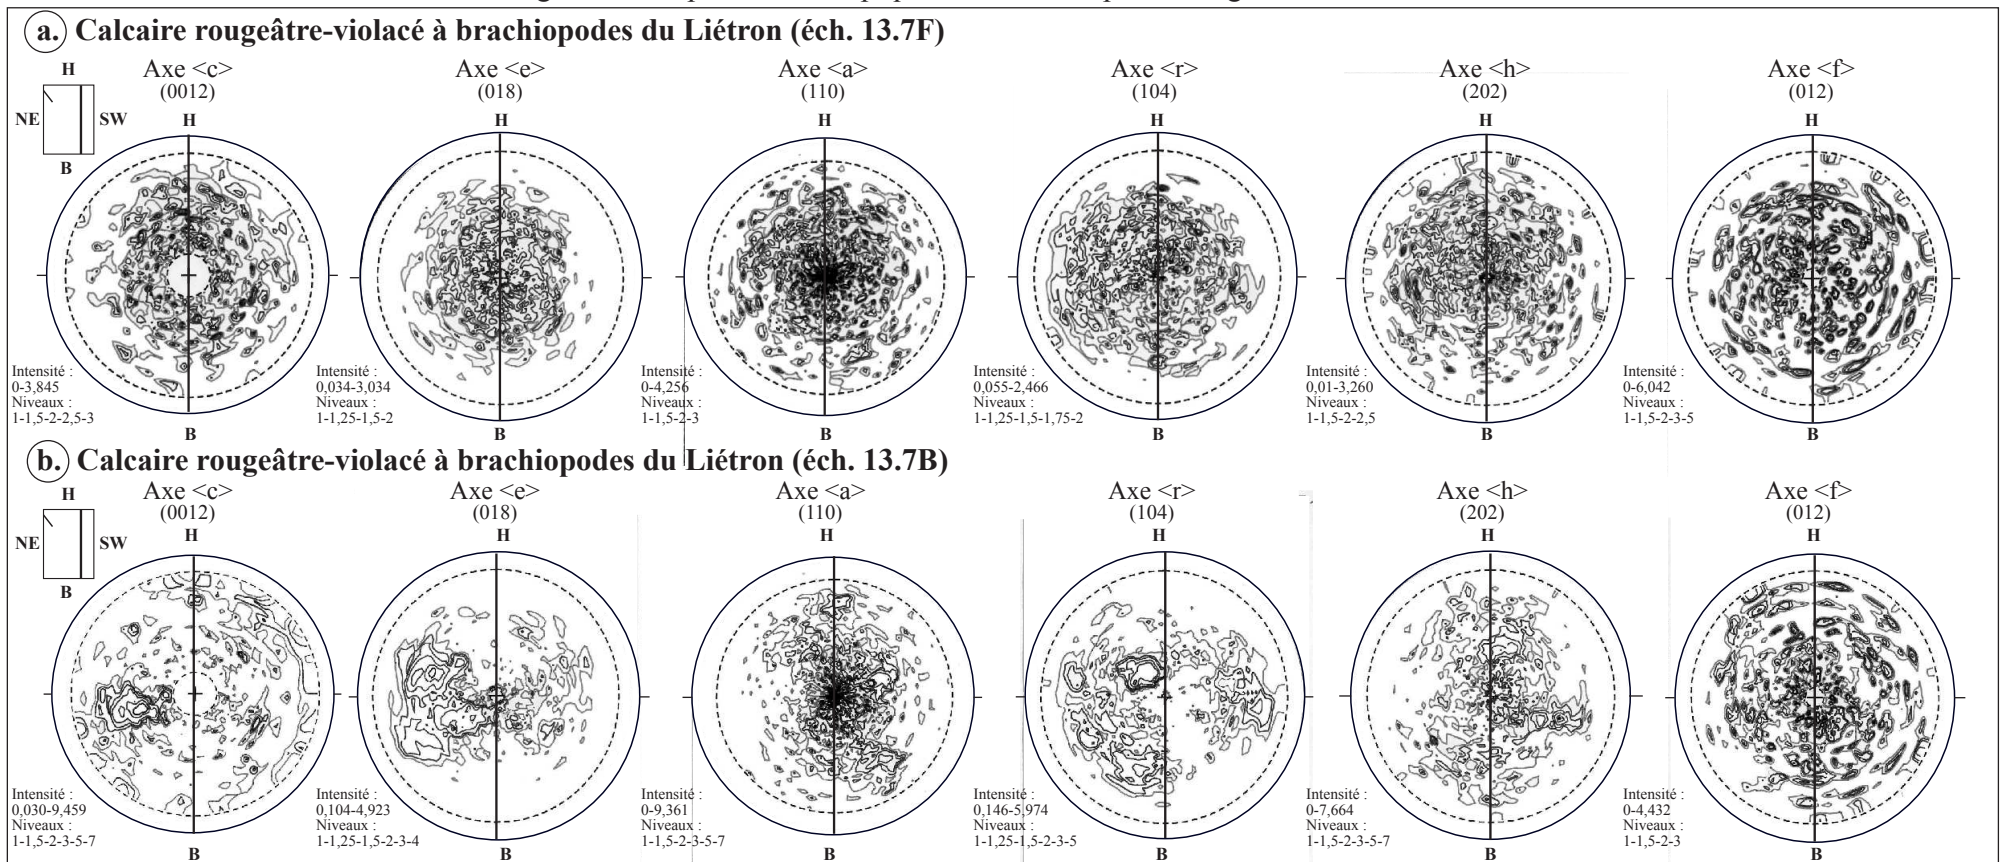 a. Calcaire rougeâtre-violacé à brachiopodes du Liétron (éch. 13.7F)
H
NE SW
B
Axe <c>
(0012)
H
Intensité :
0-3,845
Niveaux :
1-1,5-2-2,5-3
B
Axe <e>
(018)
H
Intensité :
0,034-3,034
Niveaux :
1-1,25-1,5-2
B
Axe <a>
(110)
H
Intensité :
0-4,256
Niveaux :
1-1,5-2-3
B
Axe <r>
(104)
H
Intensité :
0,055-2,466
Niveaux :
1-1,25-1,5-1,75-2
B
Axe <h>
(202)
H
Intensité :
0,01-3,260
Niveaux :
1-1,5-2-2,5
B
Axe <f>
(012)
H
Intensité :
0-6,042
Niveaux :
1-1,5-2-3-5
B
b. Calcaire rougeâtre-violacé à brachiopodes du Liétron (éch. 13.7B)
H
NE SW
B
Axe <c>
(0012)
H
Intensité :
0,030-9,459
Niveaux :
1-1,5-2-3-5-7
B
Axe <e>
(018)
H
Intensité :
0,104-4,923
Niveaux :
1-1,25-1,5-2-3-4
B
Axe <a>
(110)
H
Intensité :
0-9,361
Niveaux :
1-1,5-2-3-5-7
B
Axe <r>
(104)
H
Intensité :
0,146-5,974
Niveaux :
1-1,25-1,5-2-3-5
B
Axe <h>
(202)
H
Intensité :
0-7,664
Niveaux :
1-1,5-2-3-5-7
B
Axe <f>
(012)
H
Intensité :
0-4,432
Niveaux :
1-1,5-2-3
B